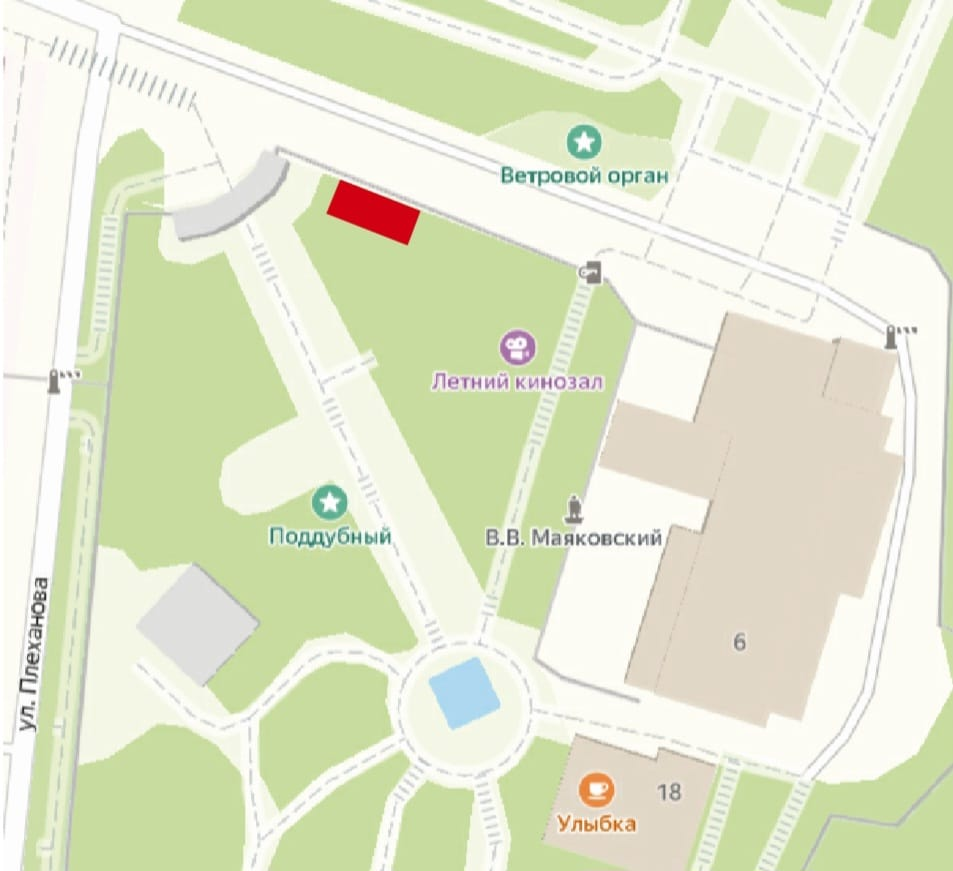 Ветровой орган
Летний кинозал
Поддубный
В.В. Маяковский
ул. Плеханова
6
18
Улыбка